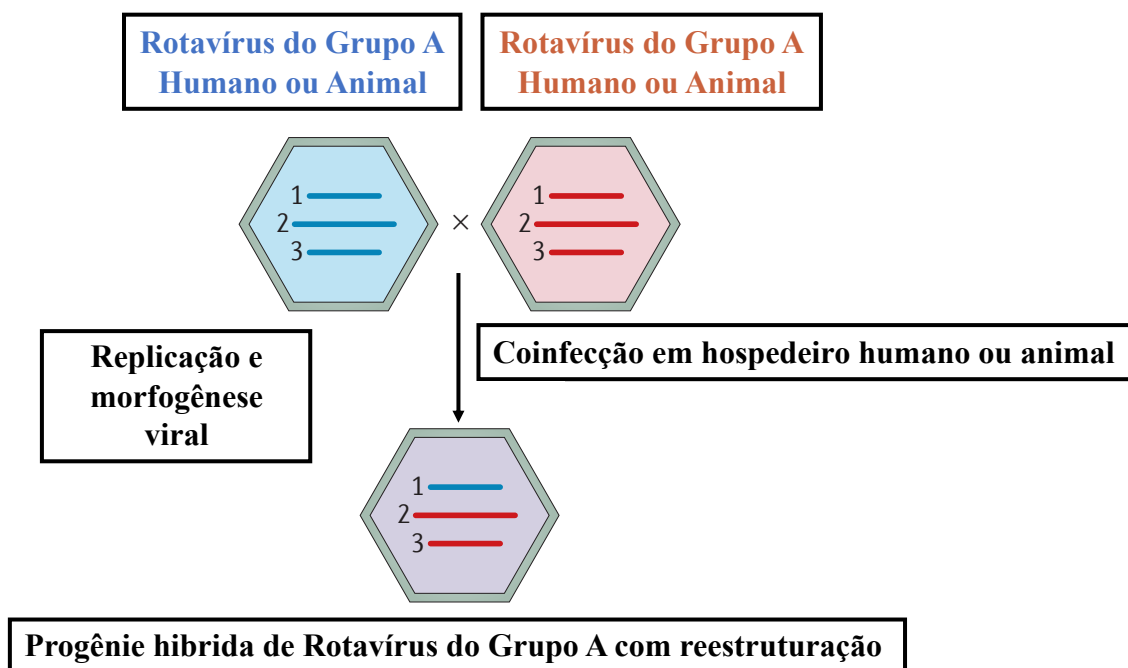 Rotavírus do Grupo A
Humano ou Animal
Rotavírus do Grupo A
Humano ou Animal
1
2
3
×
1
2
3
Replicação e
morfogênese
viral
Coinfecção em hospedeiro humano ou animal
1
2
3
Progênie hibrida de Rotavírus do Grupo A com reestruturação